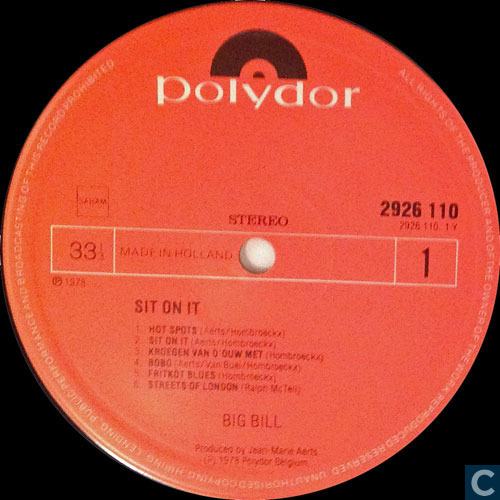 polydor
SABAM
STEREO
2926 110
2926 110. 1 Y
33⅓
MADE IN HOLLAND
1
℗ 1978
SIT ON IT
1. HOT SPOTS (Aerts/Hombroeckx)
2. SIT ON IT (Aerts/Hombroeckx)
3. KROEGEN VAN D'OUW MET (Hombroeckx)
4. BOBO (Aerts/Van Buel/Hombroeckx)
5. FRITKOT BLUES (Hombroeckx)
6. STREETS OF LONDON (Ralph McTell)
BIG BILL
Produced by Jean-Marie Aerts
℗ 1978 Polydor Belgium
ALL RIGHTS OF THE PRODUCER AND OF THE OWNER OF THE WORK REPRODUCED RESERVED UNAUTHORISED COPYING, HIRING, LENDING, PUBLIC PERFORMANCE AND BROADCASTING OF THIS RECORD PROHIBITED
C